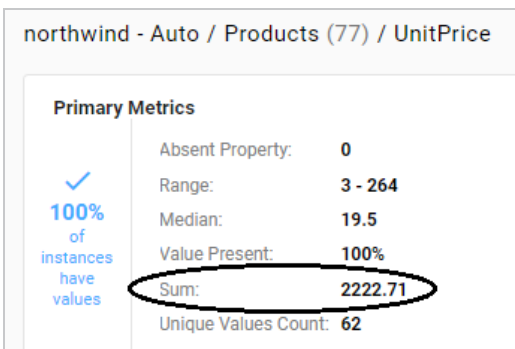 northwind - Auto / Products (77) / UnitPrice
Primary Metrics
100%
of
instances
have
values
Absent Property: 0
Range: 3 - 264
Median: 19.5
Value Present: 100%
Sum: 2222.71
Unique Values Count: 62